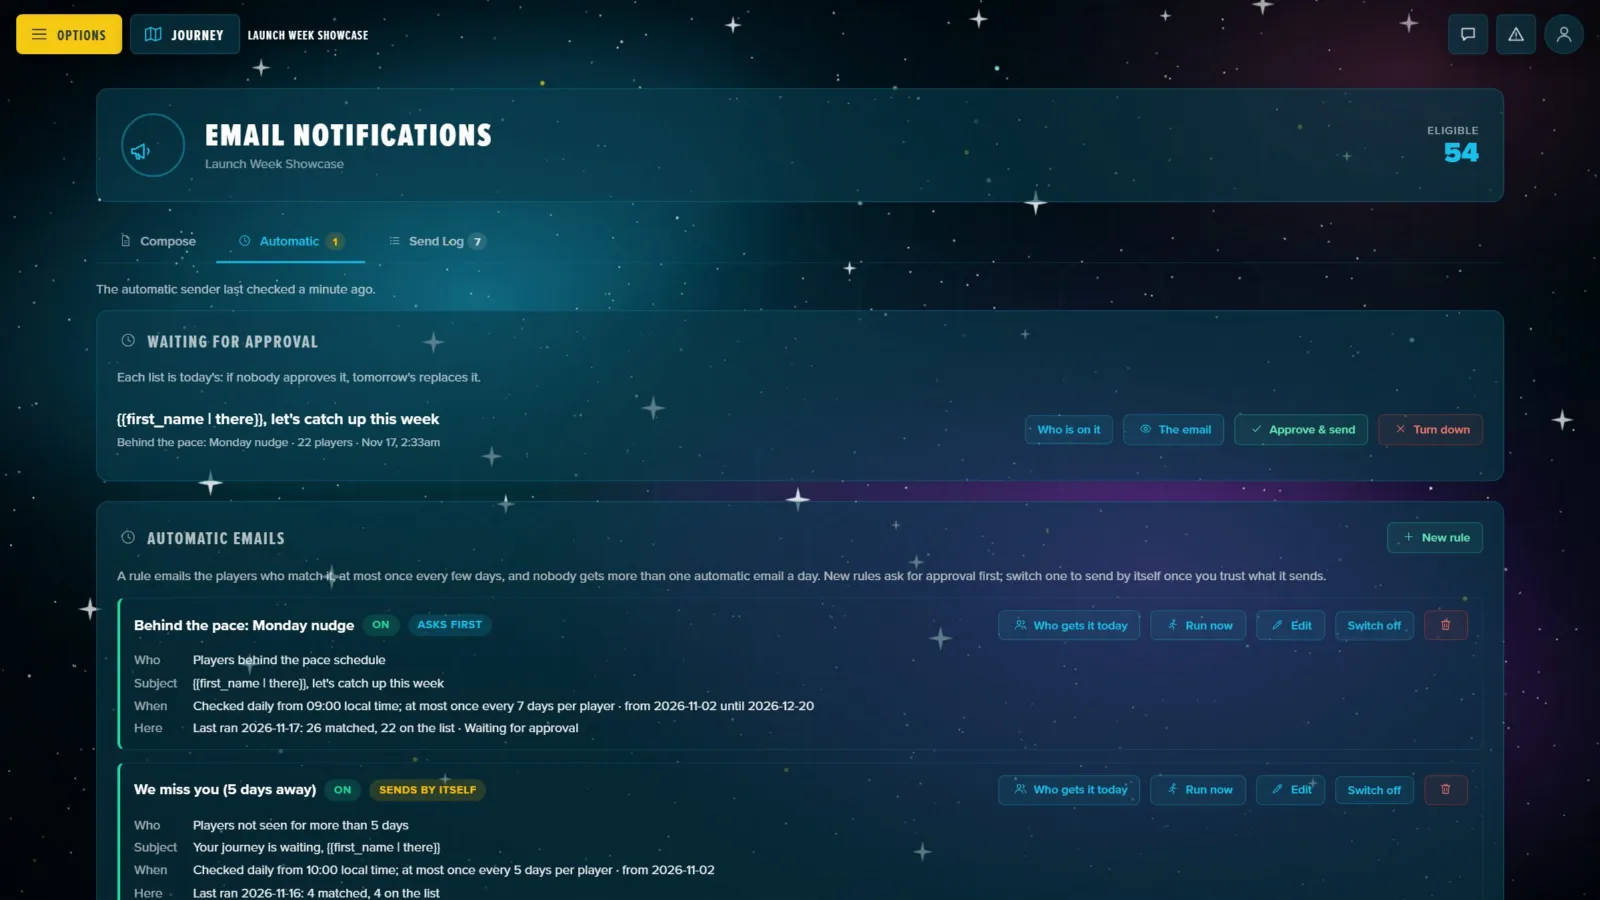 OPTIONS
JOURNEY
LAUNCH WEEK SHOWCASE
EMAIL NOTIFICATIONS
Launch Week Showcase
ELIGIBLE
54
Compose
Automatic 1
Send Log 7
The automatic sender last checked a minute ago.
WAITING FOR APPROVAL
Each list is today's: if nobody approves it, tomorrow's replaces it.
{{first_name | there}}, let's catch up this week
Behind the pace: Monday nudge · 22 players · Nov 17, 2:33am
Who is on it
The email
Approve & send
Turn down
AUTOMATIC EMAILS
New rule
A rule emails the players who match it, at most once every few days, and nobody gets more than one automatic email a day. New rules ask for approval first; switch one to send by itself once you trust what it sends.
Behind the pace: Monday nudge ON ASKS FIRST
Who gets it today
Run now
Edit
Switch off
Who Players behind the pace schedule
Subject {{first_name | there}}, let's catch up this week
When Checked daily from 09:00 local time; at most once every 7 days per player · from 2026-11-02 until 2026-12-20
Here Last ran 2026-11-17: 26 matched, 22 on the list · Waiting for approval
We miss you (5 days away) ON SENDS BY ITSELF
Who gets it today
Run now
Edit
Switch off
Who Players not seen for more than 5 days
Subject Your journey is waiting, {{first_name | there}}
When Checked daily from 10:00 local time; at most once every 5 days per player · from 2026-11-02
Here Last ran 2026-11-16: 4 matched, 4 on the list